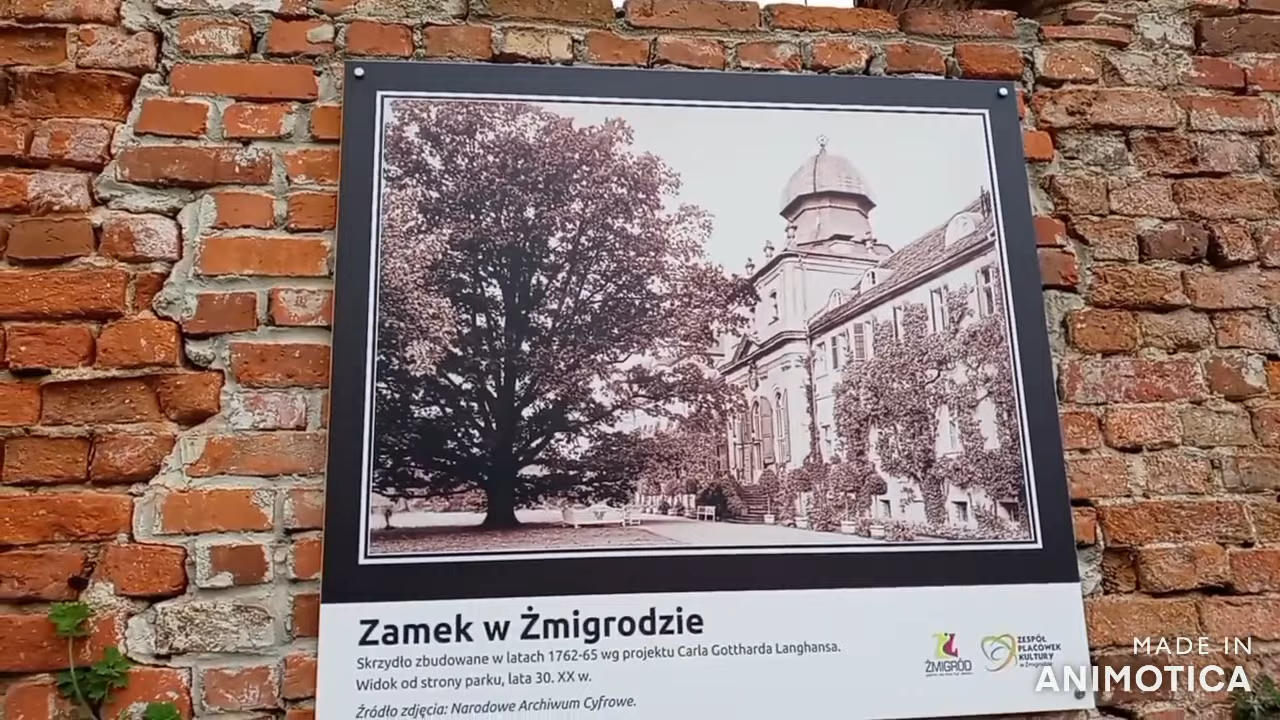 Zamek w Żmigrodzie
Skrzydło zbudowane w latach 1762-65 wg projektu Carla Gottharda Langhansa.
Widok od strony parku, lata 30. XX w.
Źródło zdjęcia: Narodowe Archiwum Cyfrowe.
ŻMIGRÓD
ZESPÓŁ
PLACÓWEK
KULTURY
w Żmigrodzie
MADE IN
ANIMOTICA